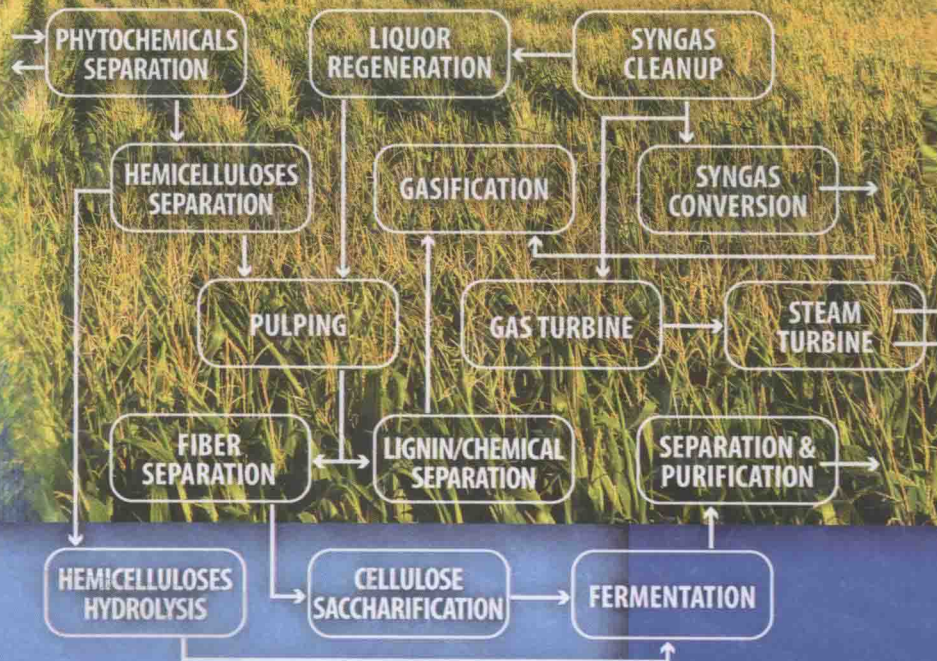 PHYTOCHEMICALS
SEPARATION
LIQUOR
REGENERATION
SYNGAS
CLEANUP
HEMICELLULOSES
SEPARATION
GASIFICATION
SYNGAS
CONVERSION
PULPING
GAS TURBINE
STEAM
TURBINE
FIBER
SEPARATION
LIGNIN/CHEMICAL
SEPARATION
SEPARATION &
PURIFICATION
HEMICELLULOSES
HYDROLYSIS
CELLULOSE
SACCHARIFICATION
FERMENTATION